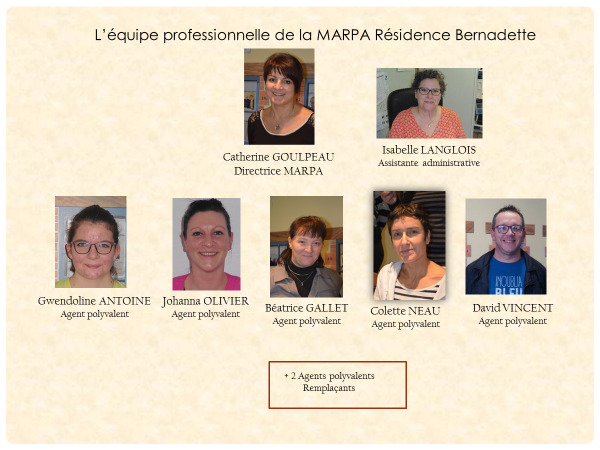 L'équipe professionnelle de la MARPA Résidence Bernadette
Catherine GOULPEAU
Directrice MARPA
Isabelle LANGLOIS
Assistante administrative
Gwendoline ANTOINE
Agent polyvalent
Johanna OLIVIER
Agent polyvalent
Béatrice GALLET
Agent polyvalent
Colette NEAU
Agent polyvalent
INOUBLIA
BLEU
David VINCENT
Agent polyvalent
+ 2 Agents polyvalents
Remplaçants